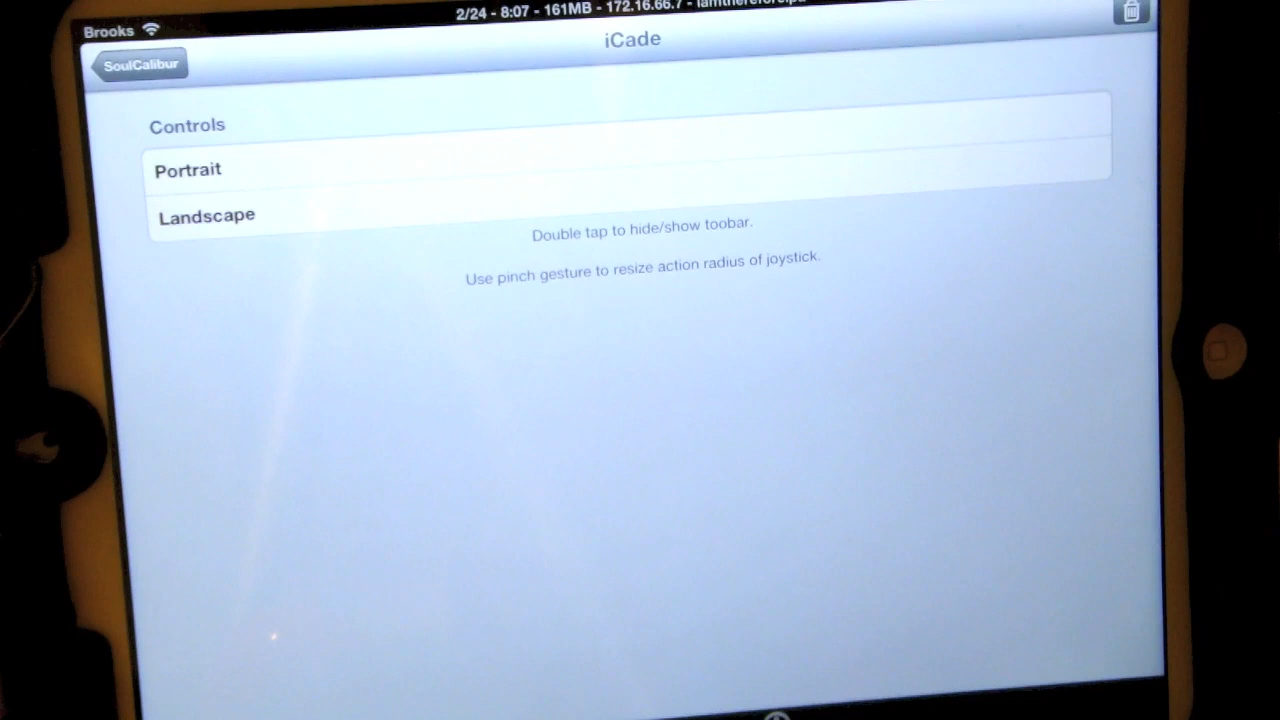 Brooks
2/24 - 8:07 - 161MB - 172.16.66.7 -
SoulCalibur
iCade
Controls
Portrait
Landscape
Double tap to hide/show toobar.
Use pinch gesture to resize action radius of joystick.